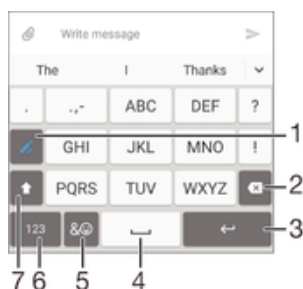 Write message
The I Thanks
. .,- ABC DEF ?
GHI JKL MNO ! 1
PQRS TUV WXYZ 2
123 &☺ 3
7 6 5 4